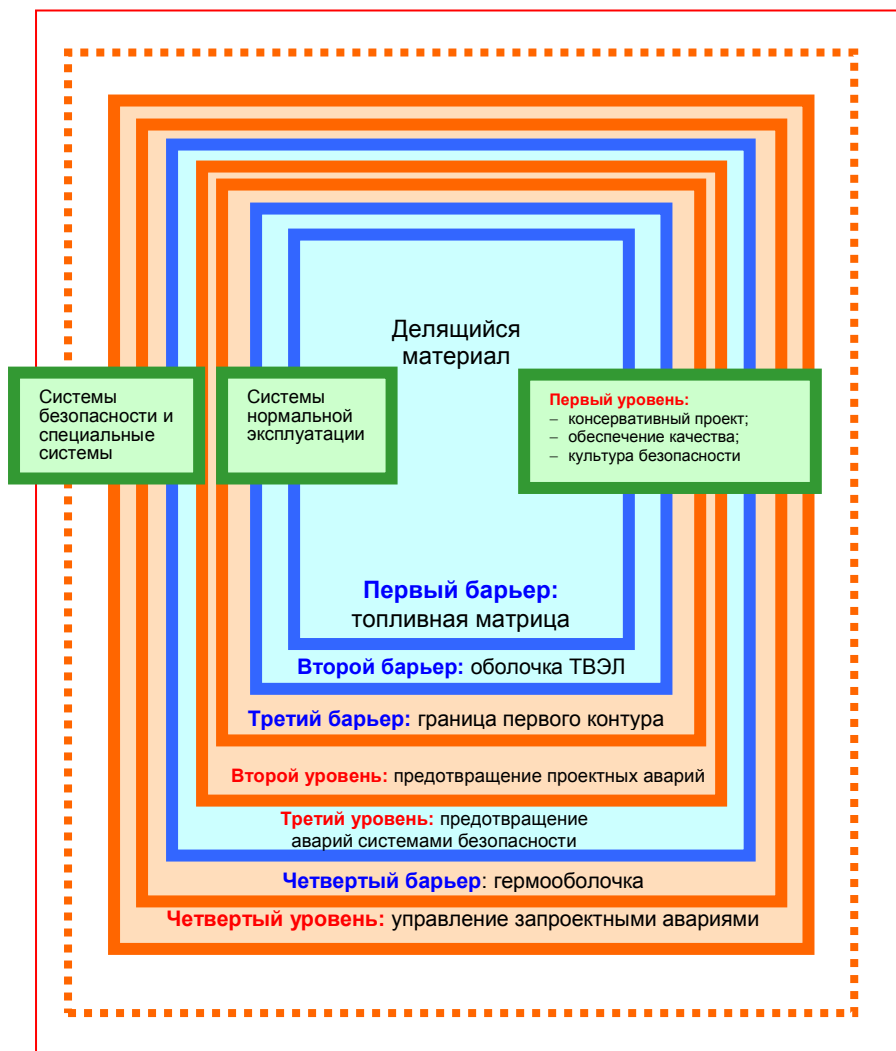 Делящийся
материал
Системы
безопасности и
специальные
системы
Системы
нормальной
эксплуатации
Первый уровень:
– консервативный проект;
– обеспечение качества;
– культура безопасности
Первый барьер:
топливная матрица
Второй барьер: оболочка ТВЭЛ
Третий барьер: граница первого контура
Второй уровень: предотвращение проектных аварий
Третий уровень: предотвращение
аварий системами безопасности
Четвертый барьер: гермооболочка
Четвертый уровень: управление запроектными авариями